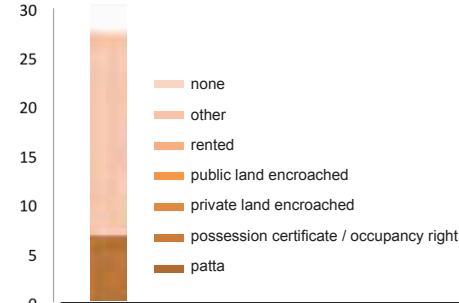 30
25
20
15
10
5
0
none
other
rented
public land encroached
private land encroached
possession certificate / occupancy right
patta